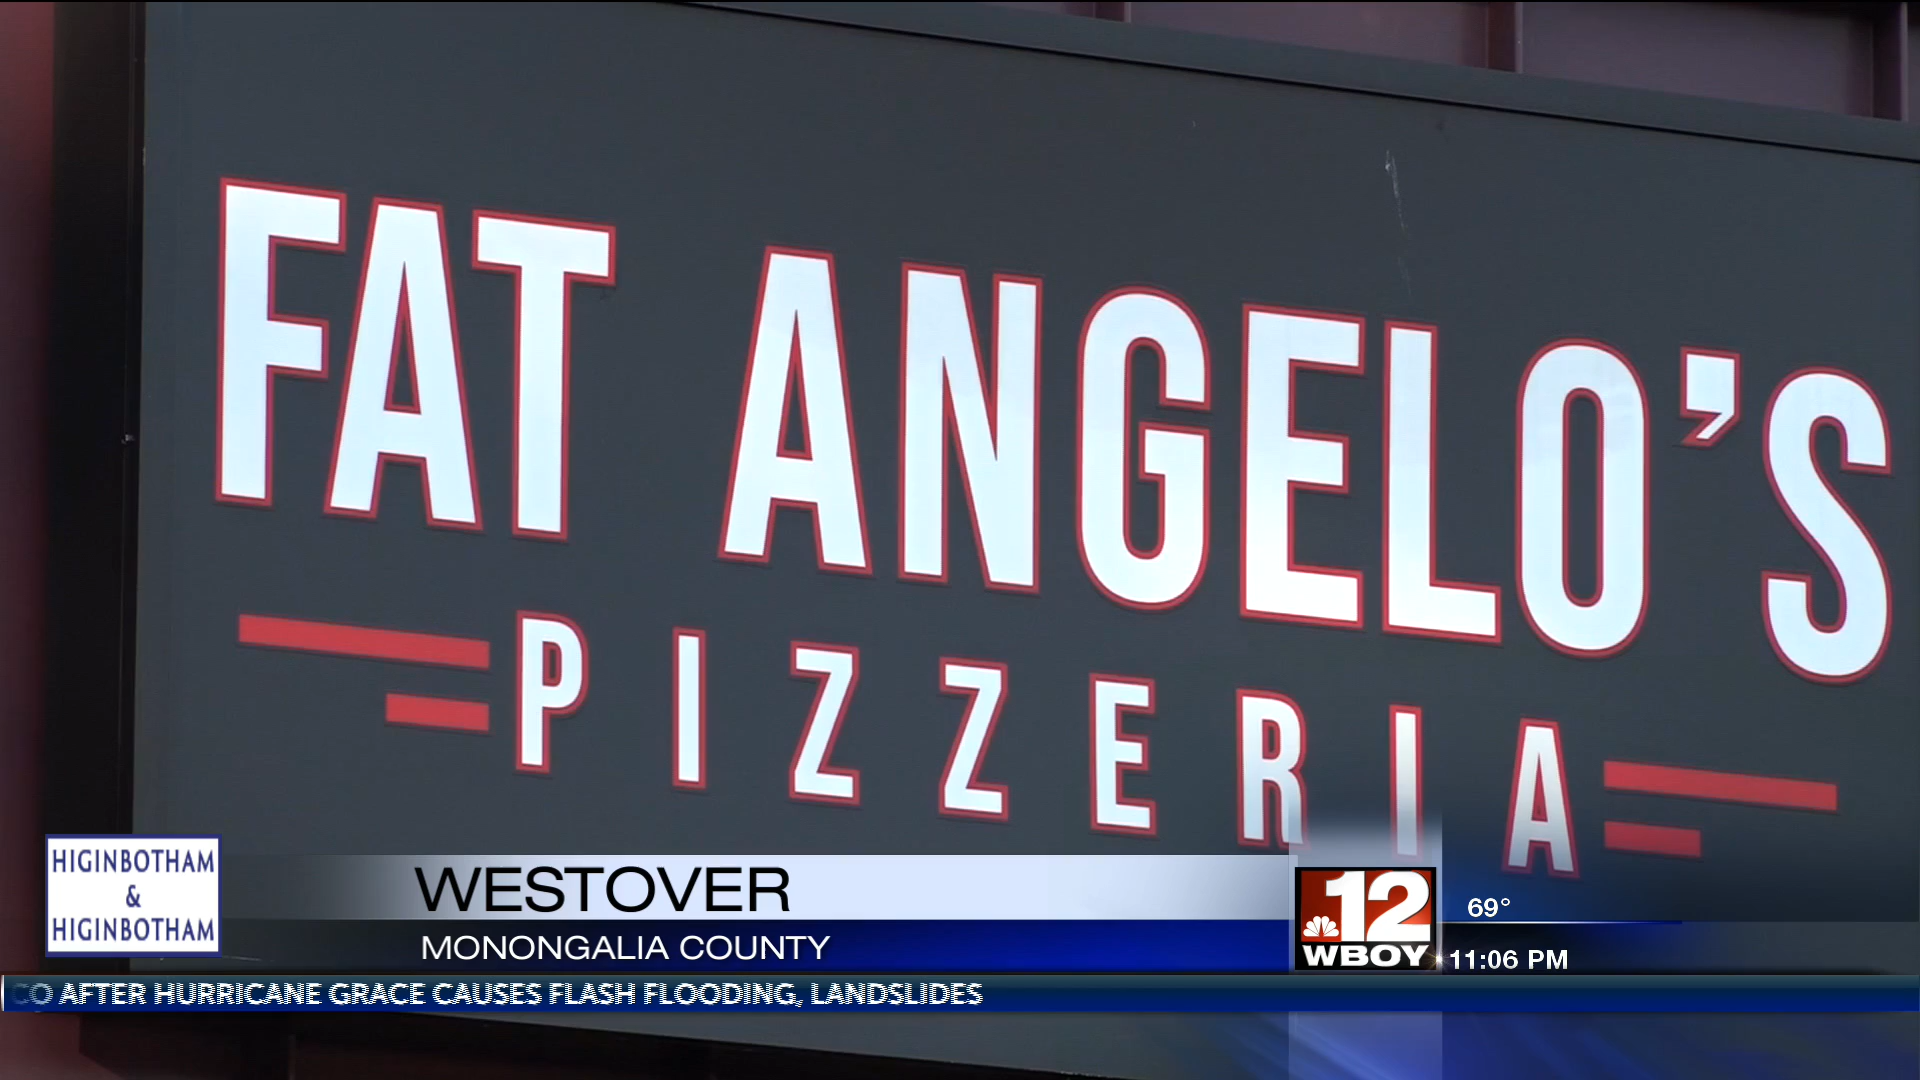 FAT ANGELO'S
PIZZERIA
HIGINBOTHAM
&
HIGINBOTHAM
WESTOVER
MONONGALIA COUNTY
12
WBOY
69°
11:06 PM
CO AFTER HURRICANE GRACE CAUSES FLASH FLOODING, LANDSLIDES